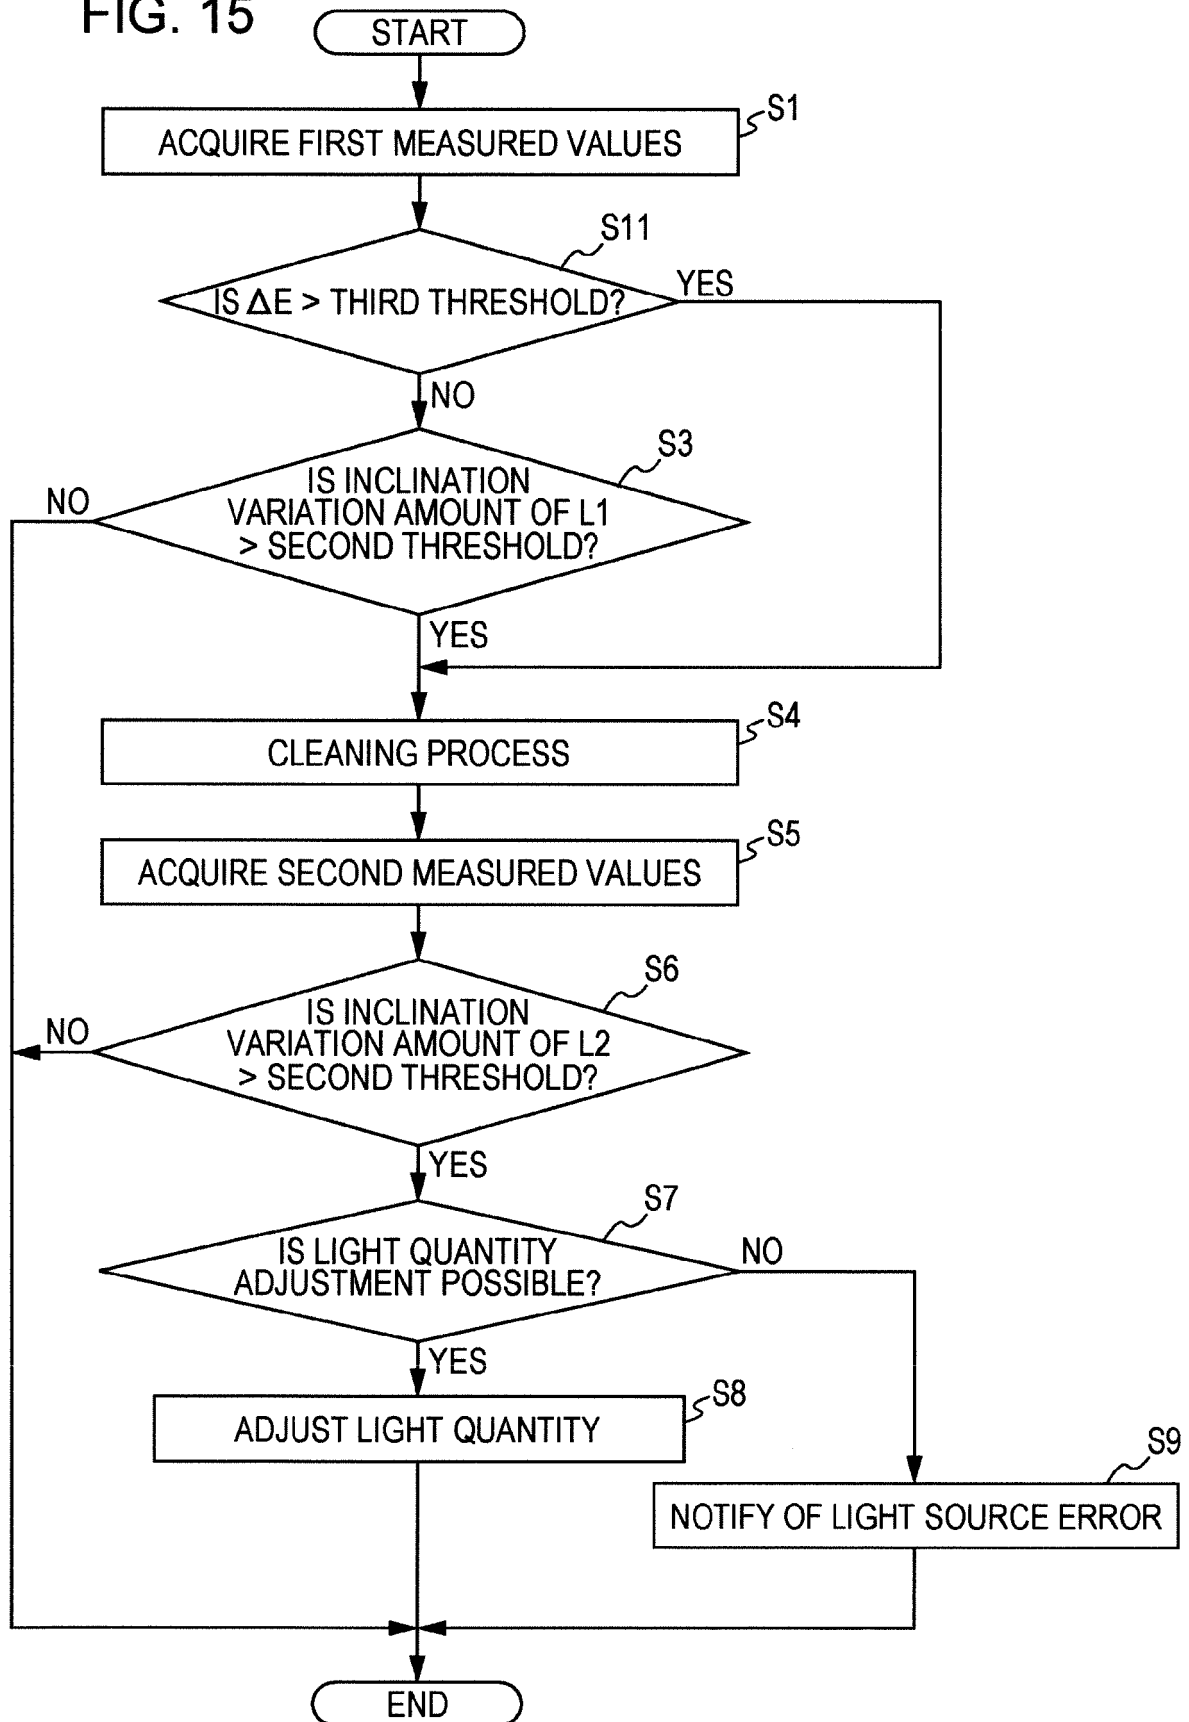 FIG. 15
START
S1
ACQUIRE FIRST MEASURED VALUES
S11
IS ΔE > THIRD THRESHOLD?
YES
NO
S3
IS INCLINATION
VARIATION AMOUNT OF L1
> SECOND THRESHOLD?
NO
YES
S4
CLEANING PROCESS
S5
ACQUIRE SECOND MEASURED VALUES
S6
IS INCLINATION
VARIATION AMOUNT OF L2
> SECOND THRESHOLD?
NO
YES
S7
IS LIGHT QUANTITY
ADJUSTMENT POSSIBLE?
NO
YES
S8
ADJUST LIGHT QUANTITY
S9
NOTIFY OF LIGHT SOURCE ERROR
END